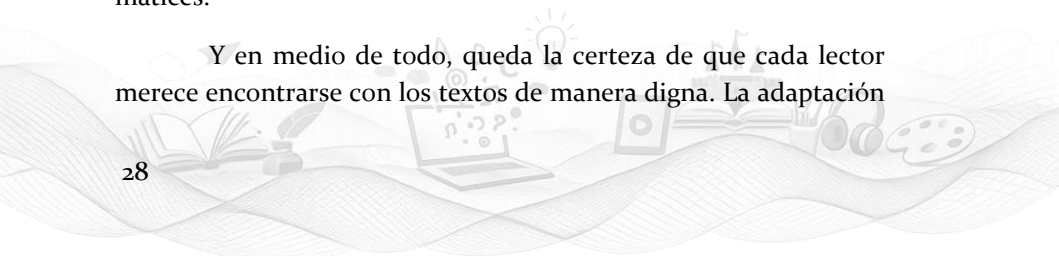 matices.
Y en medio de todo, queda la certeza de que cada lector
merece encontrarse con los textos de manera digna. La adaptación
28